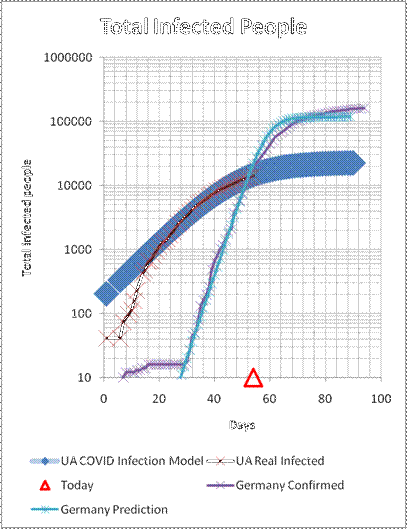 Total Infected People
1000000
100000
10000
1000
100
10
Total Infected people
0
20
40
60
80
100
Days
UA COVID Infection Model
UA Real Infected
Today
Germany Confirmed
Germany Prediction